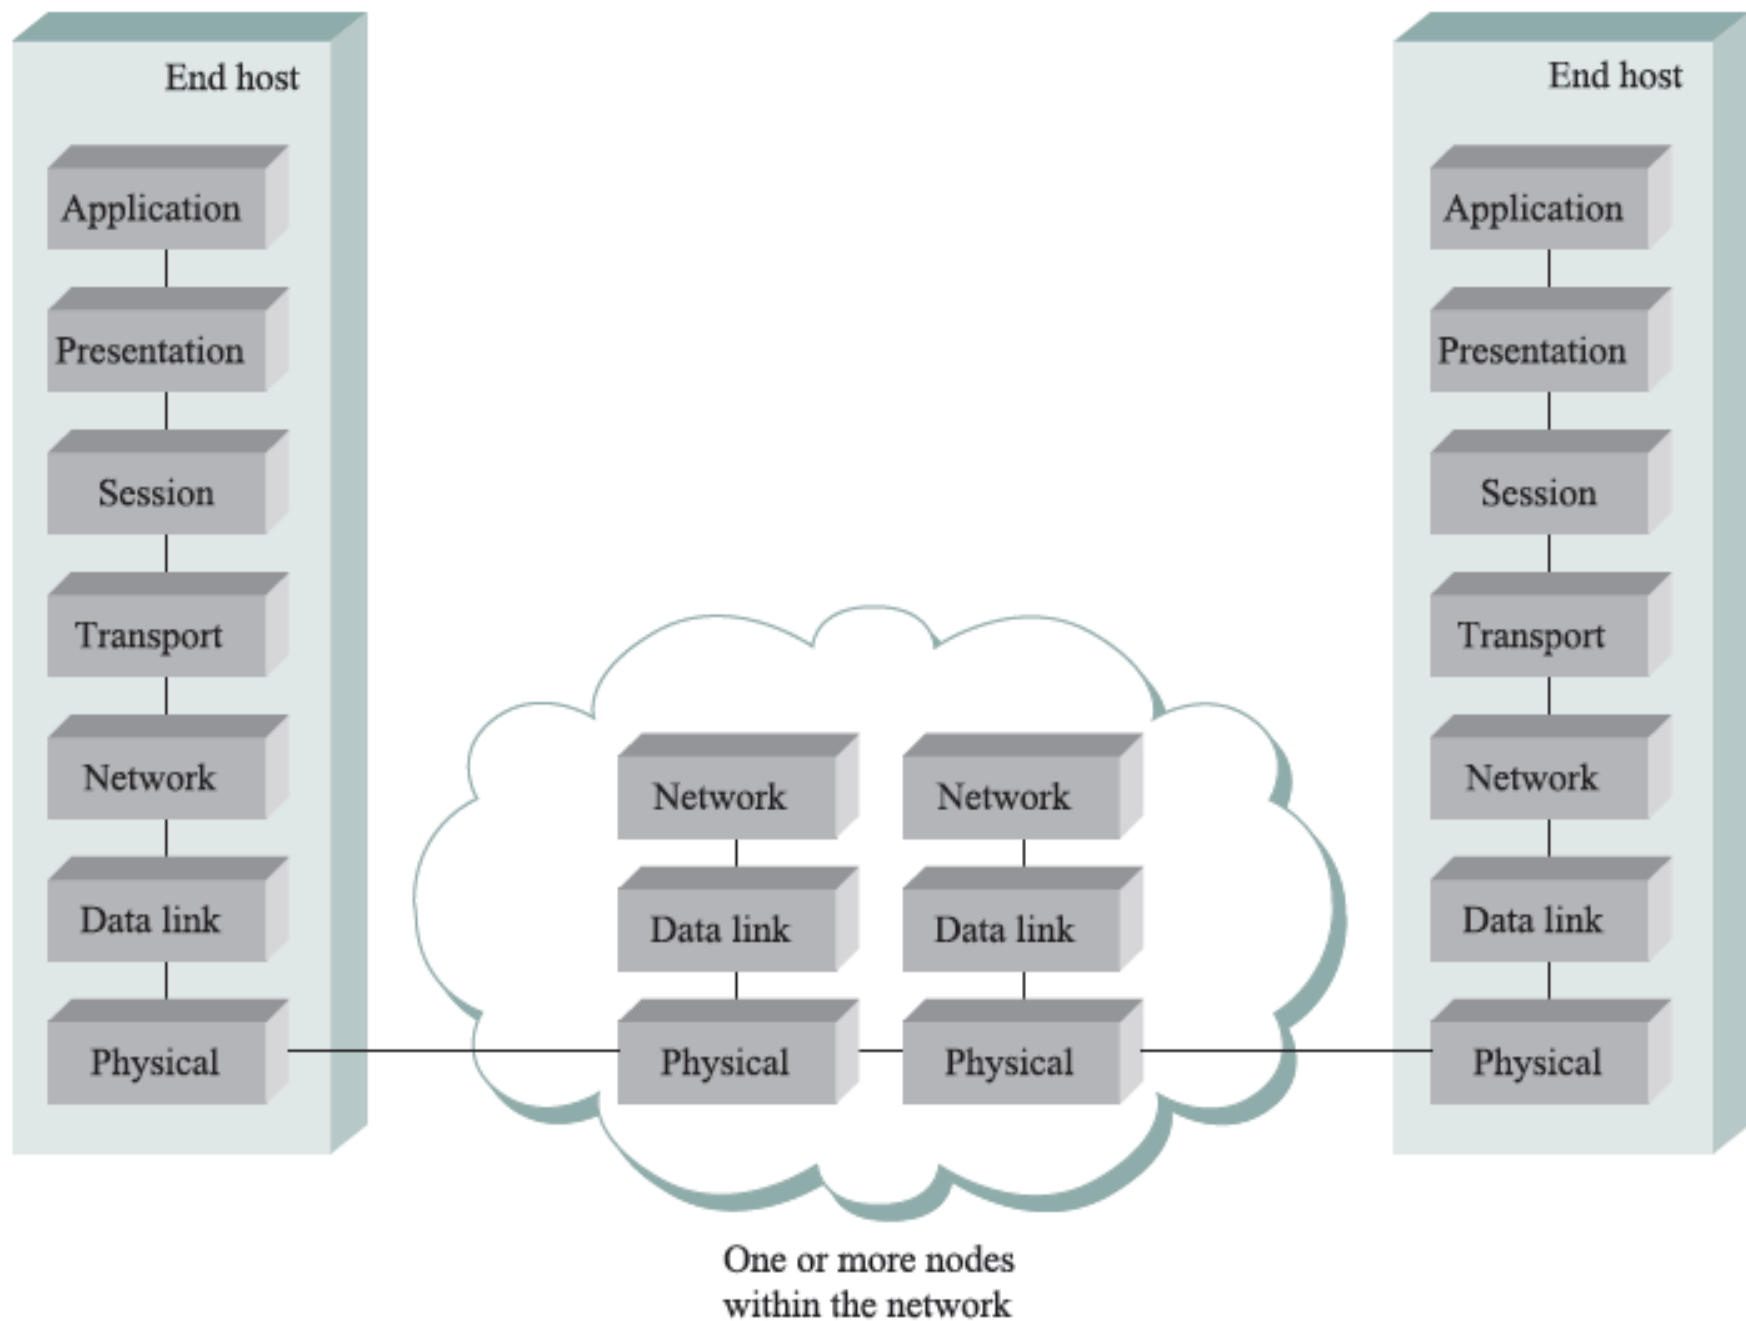 End host
Application
Presentation
Session
Transport
Network
Data link
Physical
Network
Data link
Physical
Network
Data link
Physical
One or more nodes
within the network
End host
Application
Presentation
Session
Transport
Network
Data link
Physical